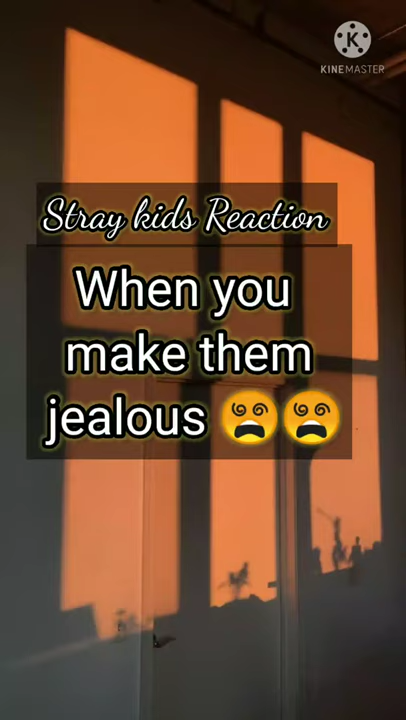 K
KINEMASTER
Stray kids Reaction
When you
make them
jealous 😵😵